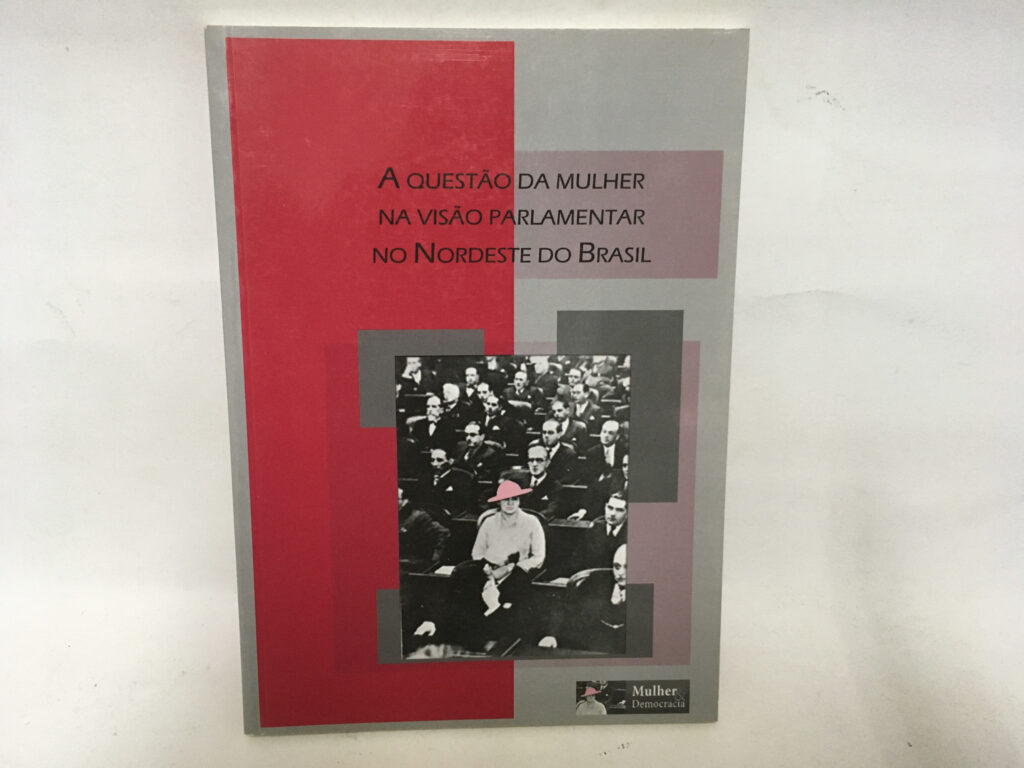 A QUESTÃO DA MULHER
NA VISÃO PARLAMENTAR
NO NORDESTE DO BRASIL
Mulher &
Democracia